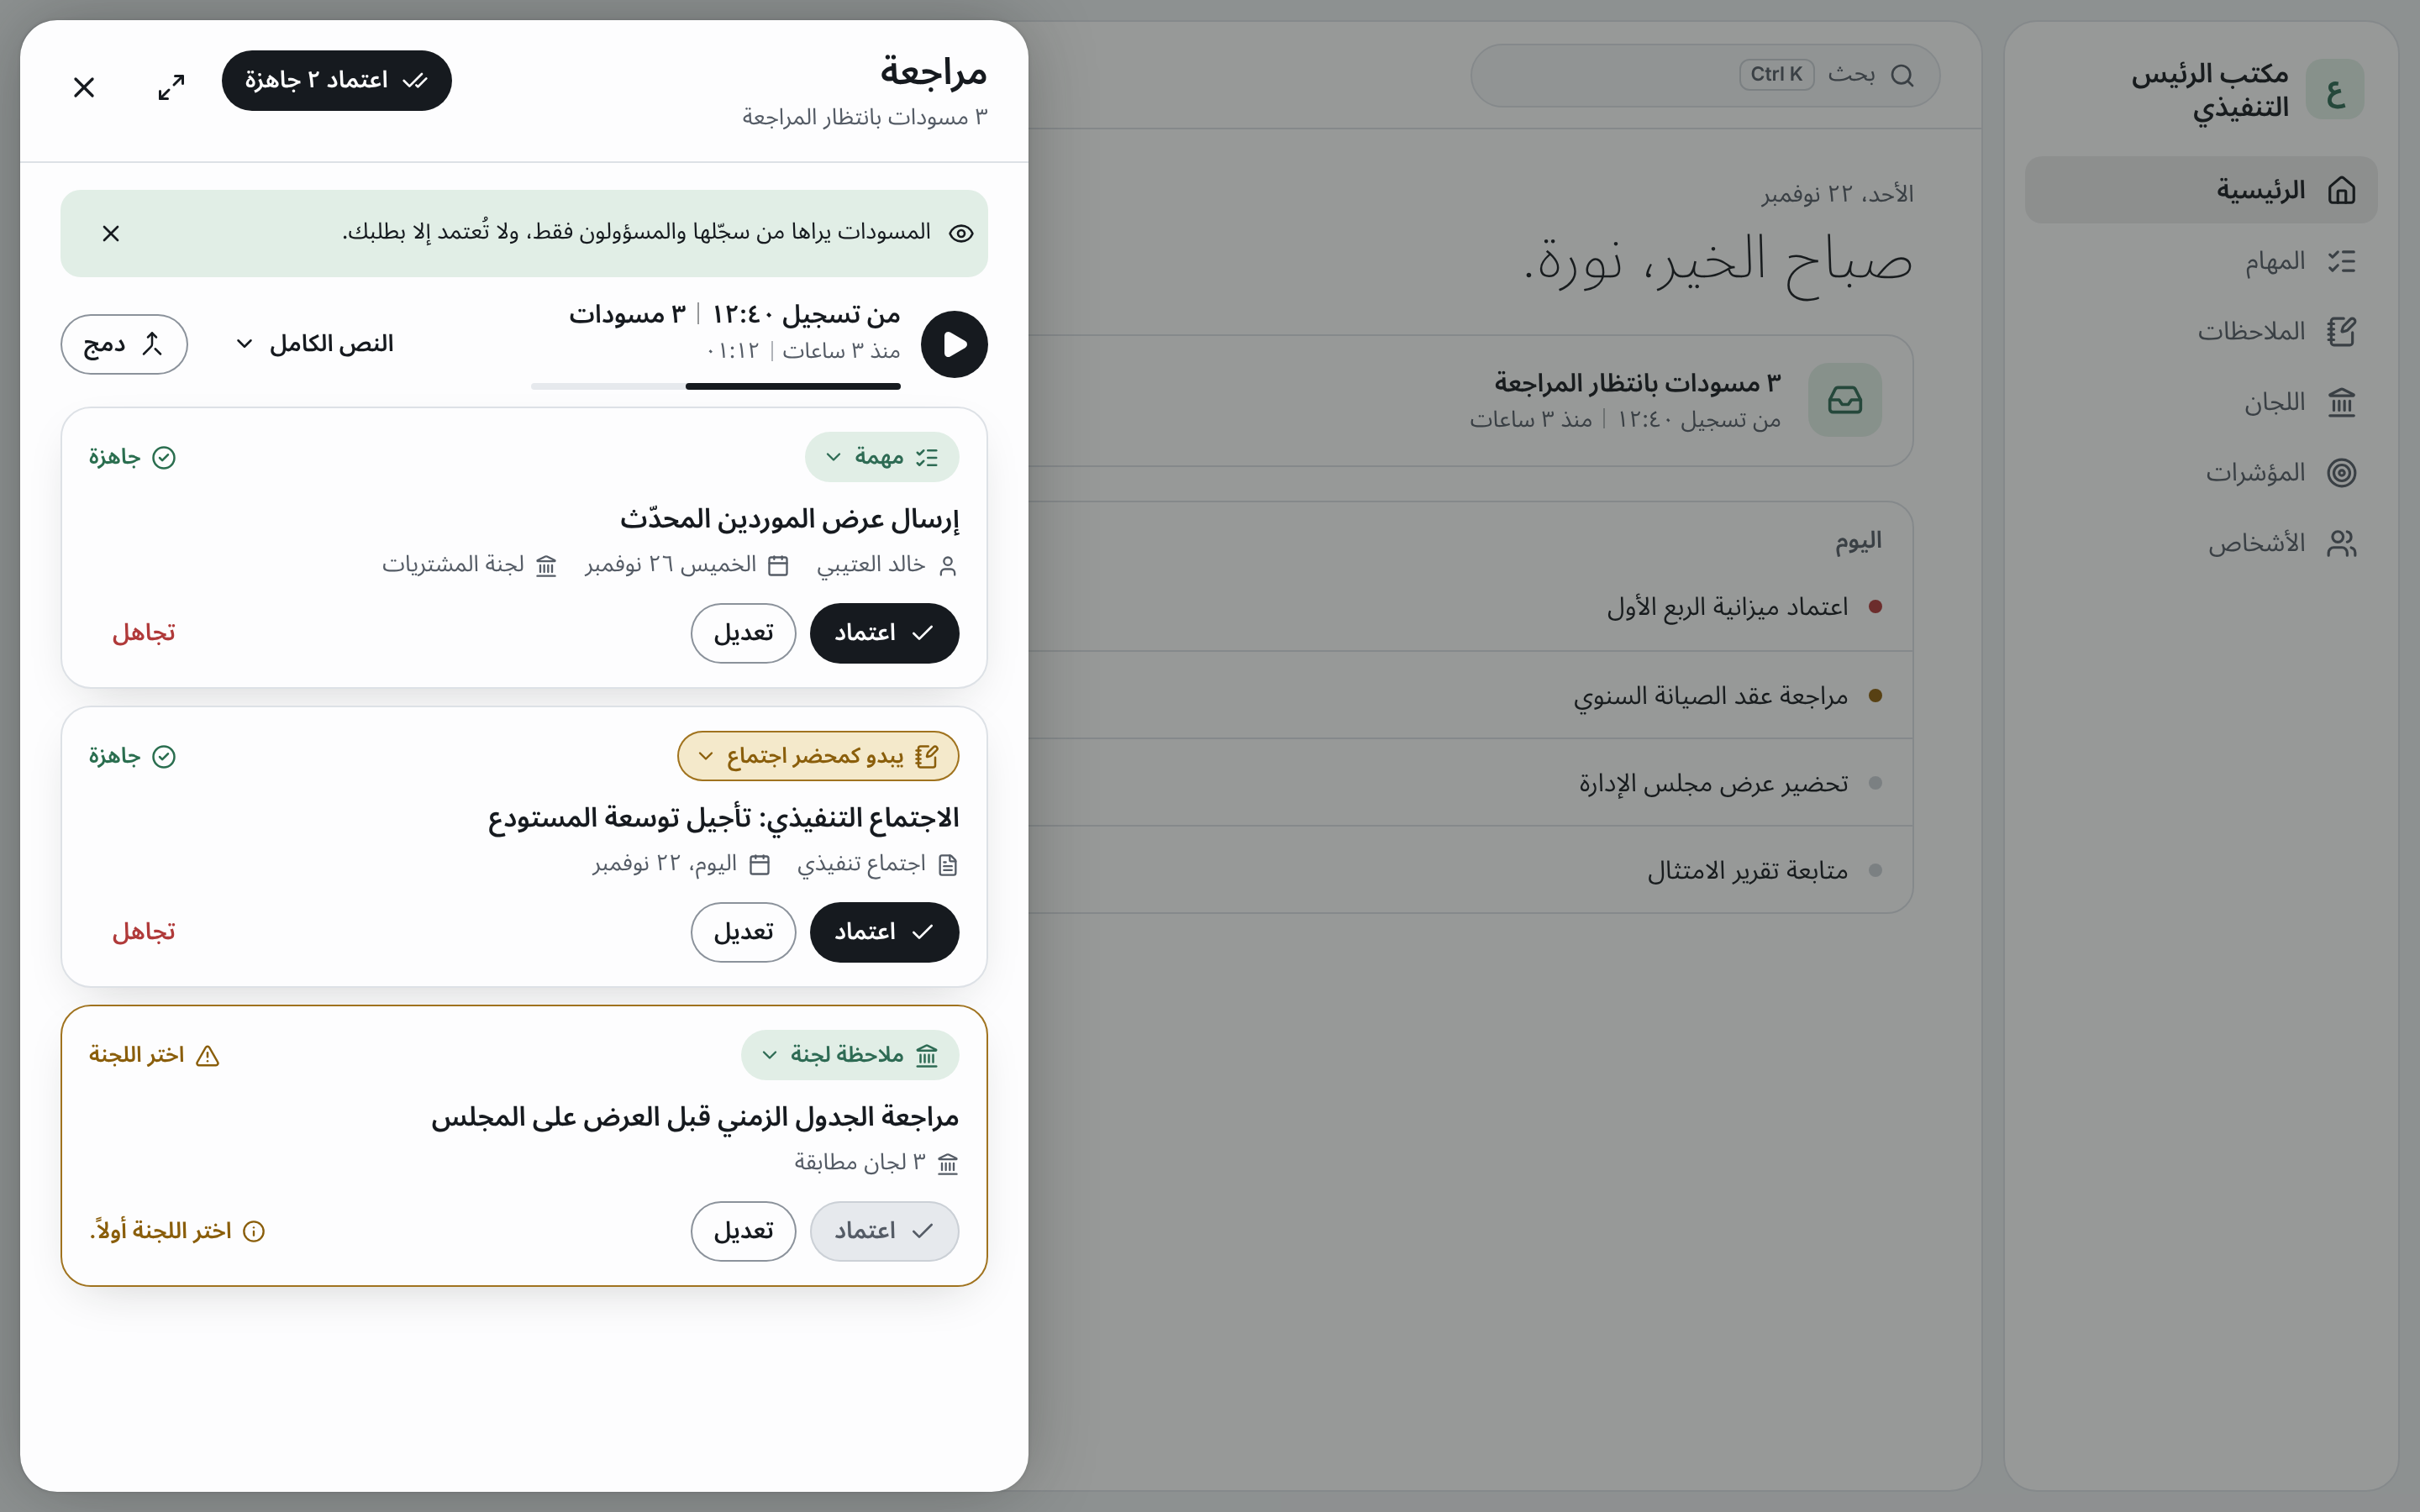 ع
مكتب الرئيس
التنفيذي
الرئيسية
المهام
الملاحظات
اللجان
المؤشرات
الأشخاص
بحث Ctrl K
الأحد، ٢٢ نوفمبر
صباح الخير، نورة.
٣ مسودات بانتظار المراجعة
من تسجيل ١٢:٤٠ | منذ ٣ ساعات
اليوم
اعتماد ميزانية الربع الأول
مراجعة عقد الصيانة السنوي
تحضير عرض مجلس الإدارة
متابعة تقرير الامتثال
مراجعة
٣ مسودات بانتظار المراجعة
اعتماد ٢ جاهزة
المسودات يراها من سجّلها والمسؤولون فقط، ولا تُعتمد إلا بطلبك.
من تسجيل ١٢:٤٠ | ٣ مسودات
منذ ٣ ساعات | ٠١:١٢
النص الكامل
دمج
مهمة
جاهزة
إرسال عرض الموردين المحدّث
خالد العتيبي الخميس ٢٦ نوفمبر لجنة المشتريات
اعتماد تعديل تجاهل
يبدو كمحضر اجتماع
جاهزة
الاجتماع التنفيذي: تأجيل توسعة المستودع
اجتماع تنفيذي اليوم، ٢٢ نوفمبر
اعتماد تعديل تجاهل
ملاحظة لجنة
اختر اللجنة
مراجعة الجدول الزمني قبل العرض على المجلس
٣ لجان مطابقة
اعتماد تعديل اختر اللجنة أولاً.